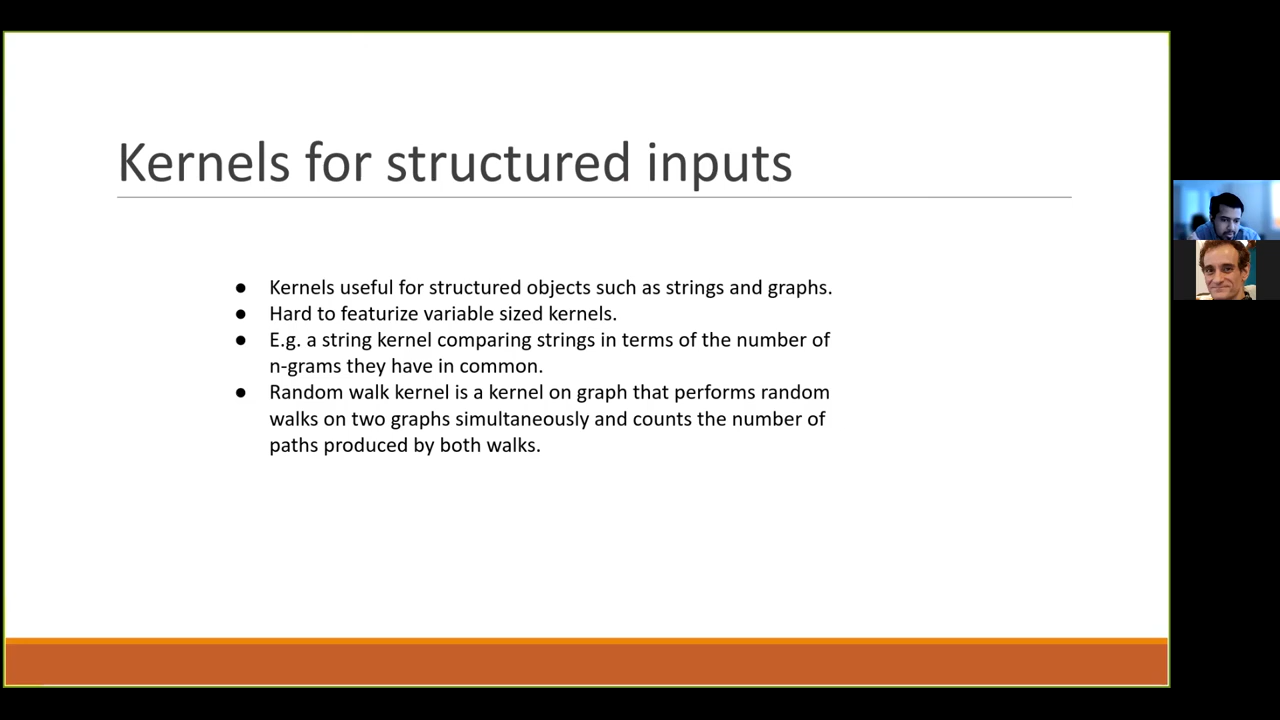 Kernels for structured inputs
● Kernels useful for structured objects such as strings and graphs.
● Hard to featurize variable sized kernels.
● E.g. a string kernel comparing strings in terms of the number of
n-grams they have in common.
● Random walk kernel is a kernel on graph that performs random
walks on two graphs simultaneously and counts the number of
paths produced by both walks.